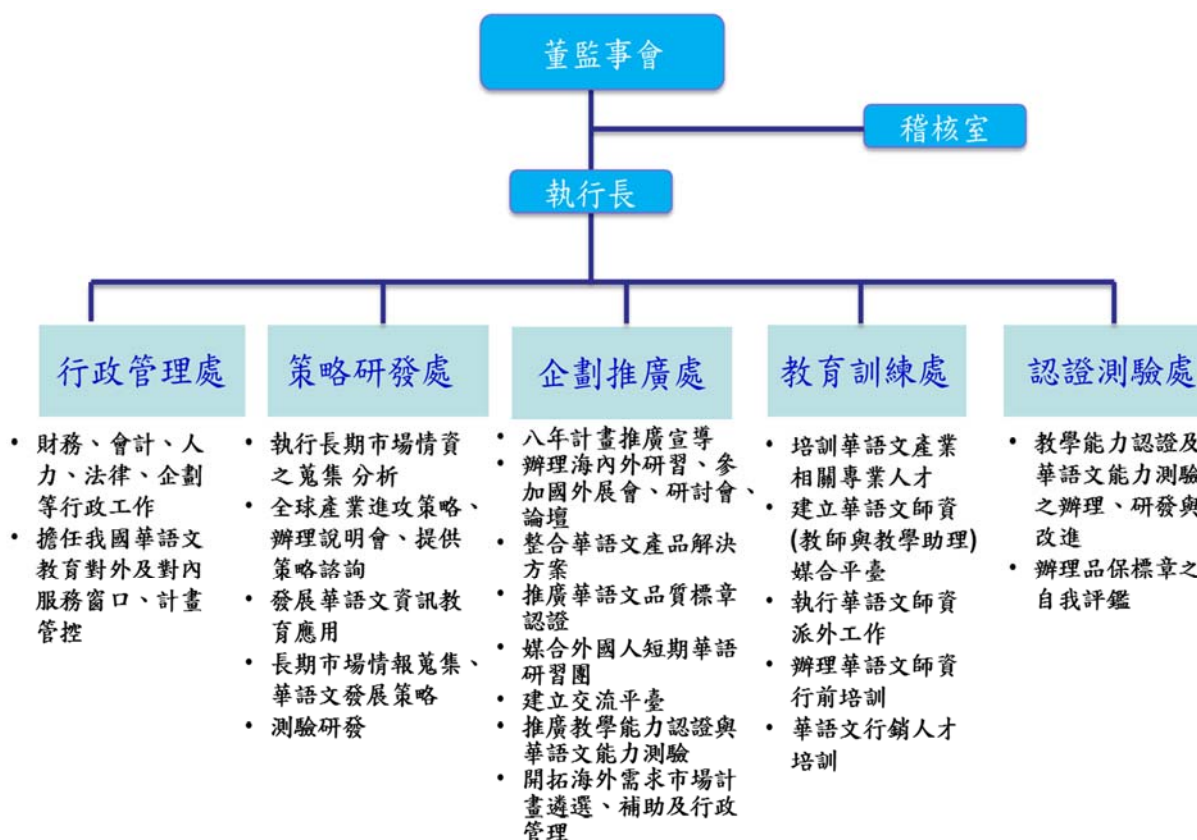 董監事會
稽核室
執行長
行政管理處
• 財務、會計、人
力、法律、企劃
等行政工作
• 擔任我國華語文
教育對外及對內
服務窗口、計畫
管控
策略研發處
• 執行長期市場情資
之蒐集 分析
• 全球產業進攻策略、
辦理說明會、提供
策略諮詢
• 發展華語文資訊教
育應用
• 長期市場情報蒐集、
華語文發展策略
• 測驗研發
企劃推廣處
• 八年計畫推廣宣導
• 辦理海內外研習、參
加國外展會、研討會、
論壇
• 整合華語文產品解決
方案
• 推廣華語文品質標章
認證
• 媒合外國人短期華語
研習團
• 建立交流平臺
• 推廣教學能力認證與
華語文能力測驗
• 開拓海外需求市場計
畫遴選、補助及行政
管理
教育訓練處
• 培訓華語文產業
相關專業人才
• 建立華語文師資
(教師與教學助理)
媒合平臺
• 執行華語文師資
派外工作
• 辦理華語文師資
行前培訓
• 華語文行銷人才
培訓
認證測驗處
• 教學能力認證及
華語文能力測驗
之辦理、研發與
改進
• 辦理品保標章之
自我評鑑